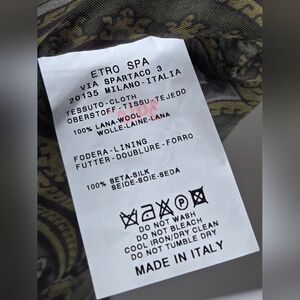 ETRO SPA
VIA SPARTACO 3
20135 MILANO-ITALIA
TESSUTO-CLOTH
OBERSTOFF-TISSU-TEJEDO
100% LANA-WOOL
WOLLE-LAINE-LANA
FODERA-LINING
FUTTER-DOUBLURE-FORRO
100% SETA-SILK
SEIDE-SOIE-SEDA
DO NOT WASH
DO NOT BLEACH
COOL IRON/DRY CLEAN
DO NOT TUMBLE DRY
MADE IN ITALY